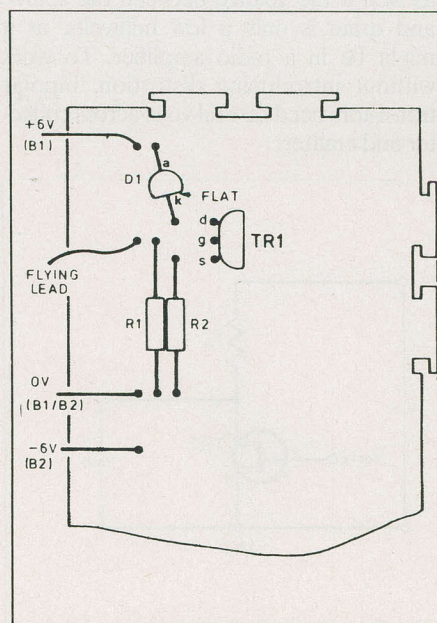 +6V
(B1)
a
D1
k
FLAT
d
g
s
TR1
FLYING
LEAD
R1
R2
0V
(B1/B2)
-6V
(B2)